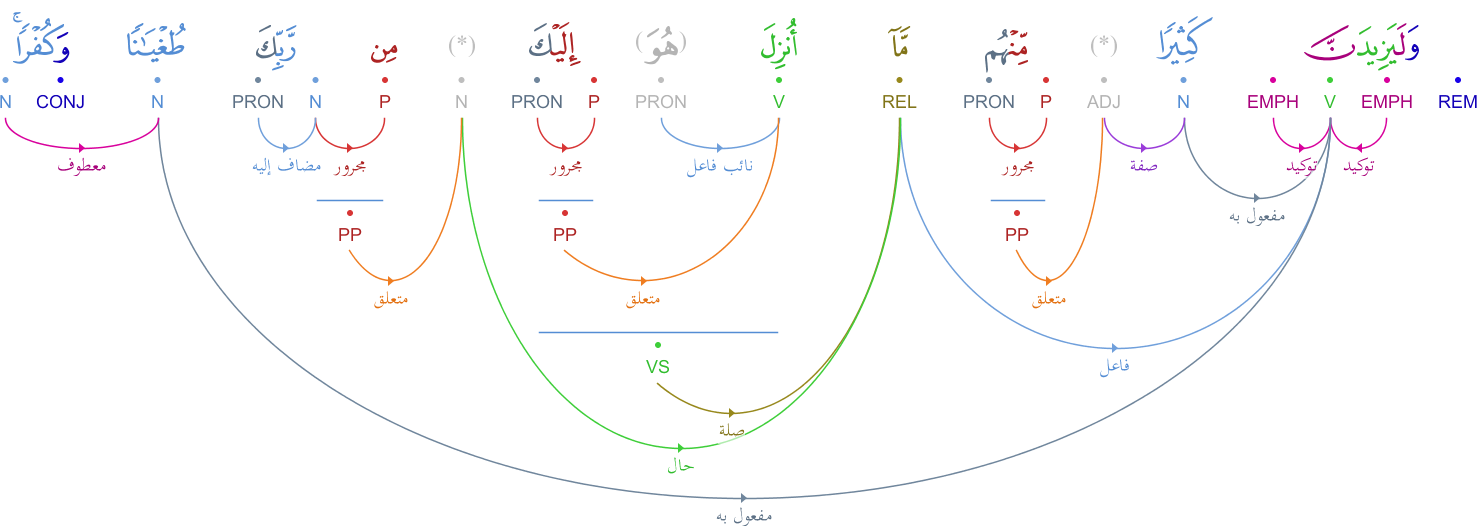 وَلَيَزِيدَنَّ كَثِيرًا (*) مِّنْهُم مَّآ أُنزِلَ (هُوَ) إِلَيْكَ (*) مِن رَّبِّكَ طُغْيَـٰنًا وَكُفْرًا ۚ
REM EMPH V EMPH N ADJ P PRON REL V PRON P PRON N P N PRON N CONJ N
توكيد توكيد صفة مجرور نائب فاعل مجرور مجرور مضاف إليه معطوف
مفعول به
PP PP PP
متعلق متعلق متعلق
فاعل
VS
صلة
حال
مفعول به